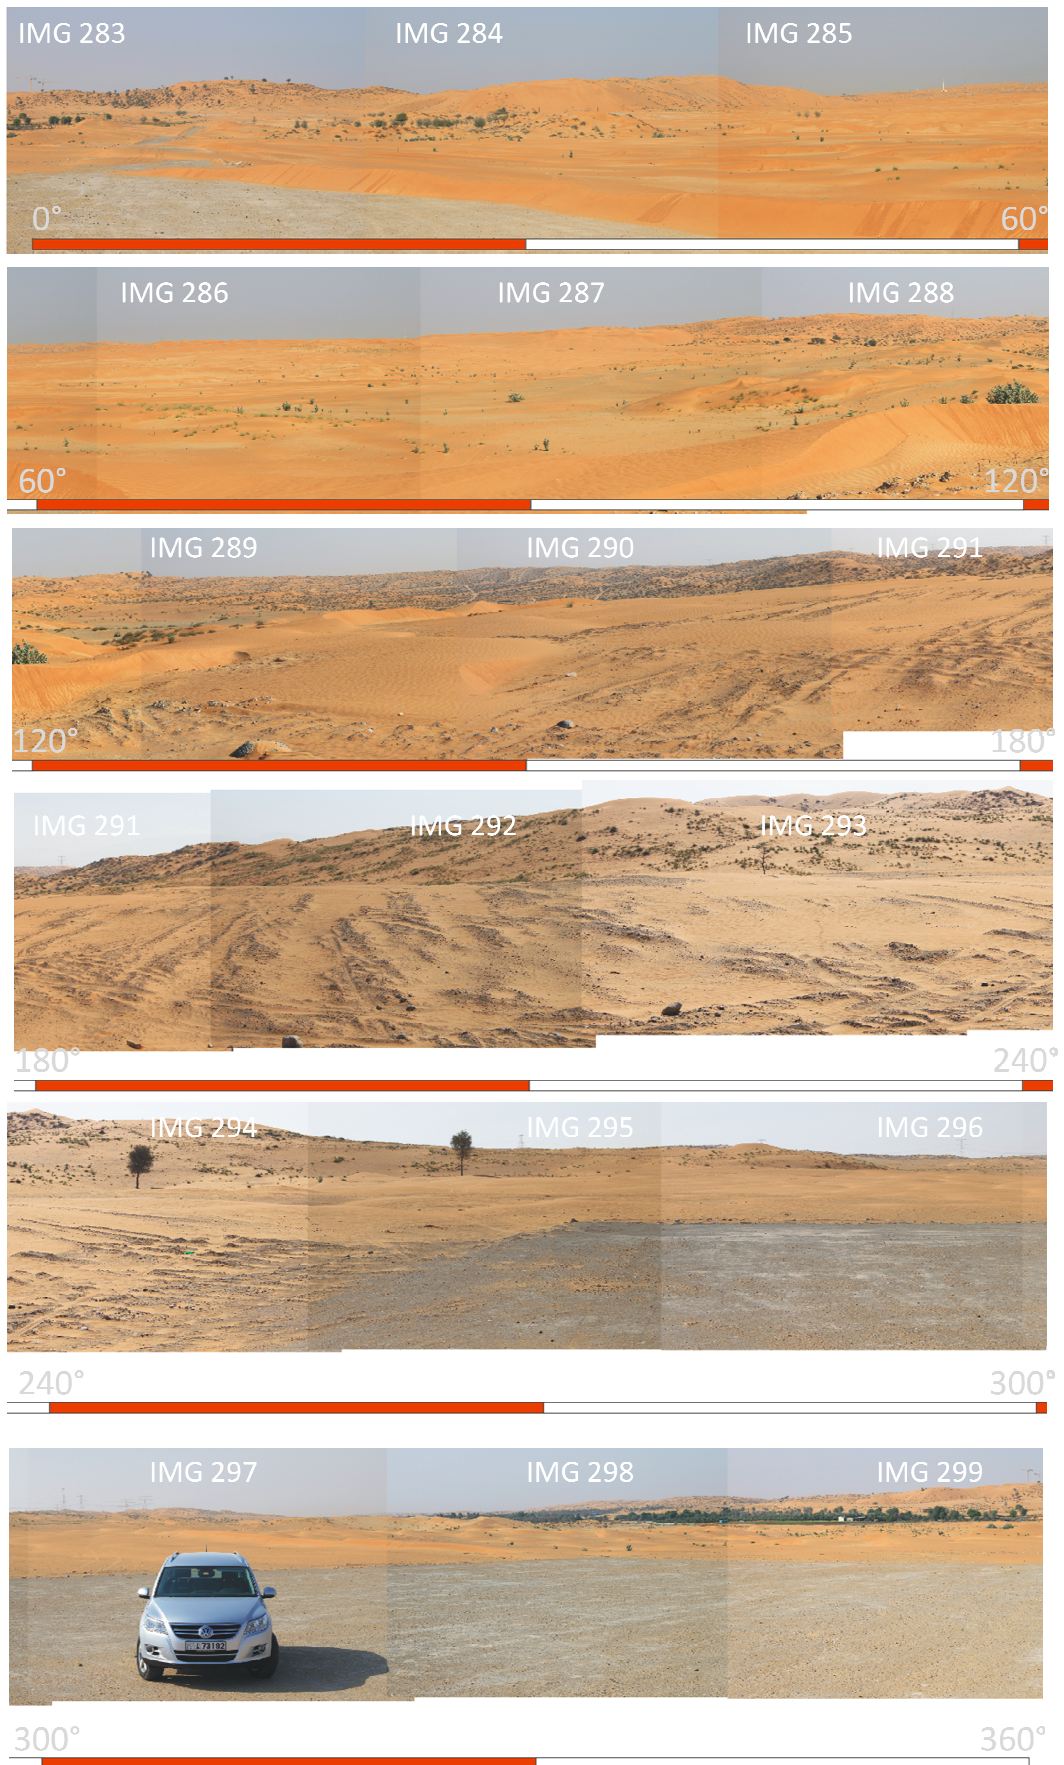 IMG 283 IMG 284 IMG 285
0° 60°
IMG 286 IMG 287 IMG 288
60° 120°
IMG 289 IMG 290 IMG 291
120° 180°
IMG 291 IMG 292 IMG 293
180° 240°
IMG 294 IMG 295 IMG 296
240° 300°
IMG 297 IMG 298 IMG 299
73192
300° 360°